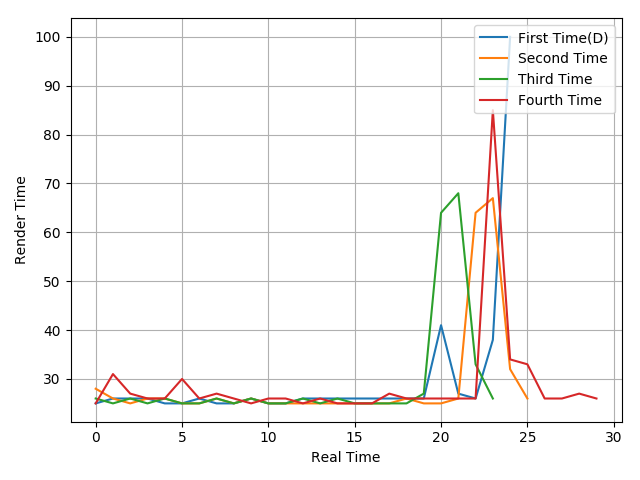 First Time(D)
Second Time
Third Time
Fourth Time
Render Time
100
90
80
70
60
50
40
30
0 5 10 15 20 25 30
Real Time